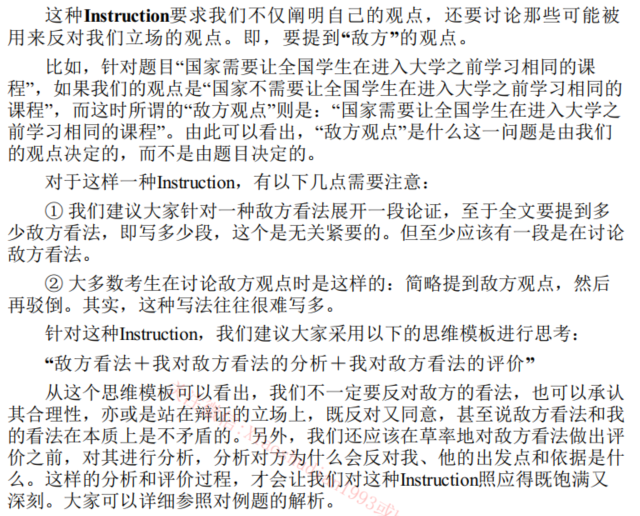 这种Instruction要求我们不仅阐明自己的观点，还要讨论那些可能被
用来反对我们立场的观点。即，要提到“敌方”的观点。
比如，针对题目“国家需要让全国学生在进入大学之前学习相同的课
程”，如果我们的观点是“国家不需要让全国学生在进入大学之前学习相同的
课程”，而这时所谓的“敌方观点”则是：“国家需要让全国学生在进入大学之
前学习相同的课程”。由此可以看出，“敌方观点”是什么这一问题是由我们
的观点决定的，而不是由题目决定的。
对于这样一种Instruction，有以下几点需要注意：
① 我们建议大家针对一种敌方看法展开一段论证，至于全文要提到多
少敌方看法，即写多少段，这个是无关紧要的。但至少应该有一段是在讨论
敌方看法。
② 大多数考生在讨论敌方观点时是这样的：简略提到敌方观点，然后
再驳倒。其实，这种写法往往很难写多。
针对这种Instruction，我们建议大家采用以下的思维模板进行思考：
“敌方看法＋我对敌方看法的分析＋我对敌方看法的评价”
从这个思维模板可以看出，我们不一定要反对敌方的看法，也可以承认
其合理性，亦或是站在辩证的立场上，既反对又同意，甚至说敌方看法和我
的看法在本质上是不矛盾的。另外，我们还应该在草率地对敌方看法做出评
价之前，对其进行分析，分析对方为什么会反对我、他的出发点和依据是什
么。这样的分析和评价过程，才会让我们对这种Instruction照应得既饱满又
深刻。大家可以详细参照对例题的解析。